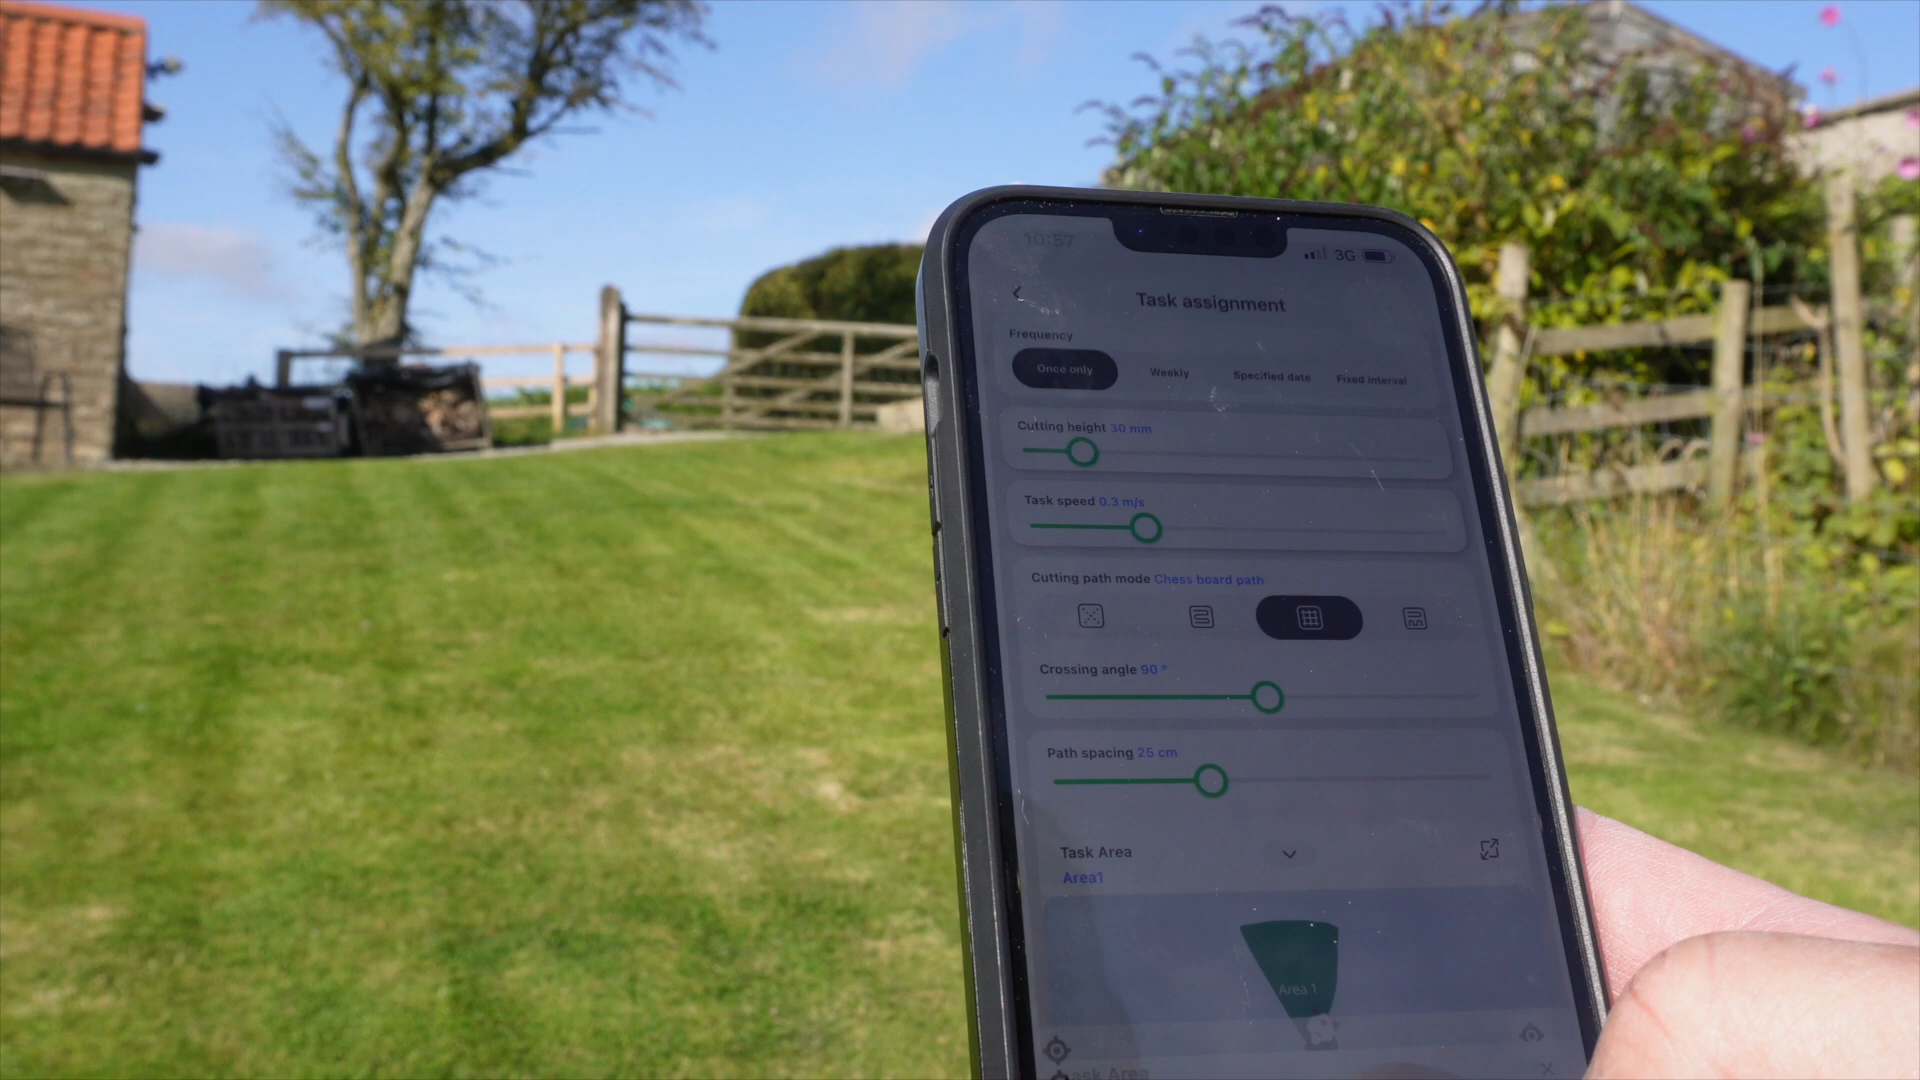 10:57
3G
Task assignment
Frequency
Once only Weekly Specified date Fixed interval
Cutting height 30 mm
Task speed 0.3 m/s
Cutting path mode Chess board path
Crossing angle 90 °
Path spacing 25 cm
Task Area
Area1
Area 1
Task Area